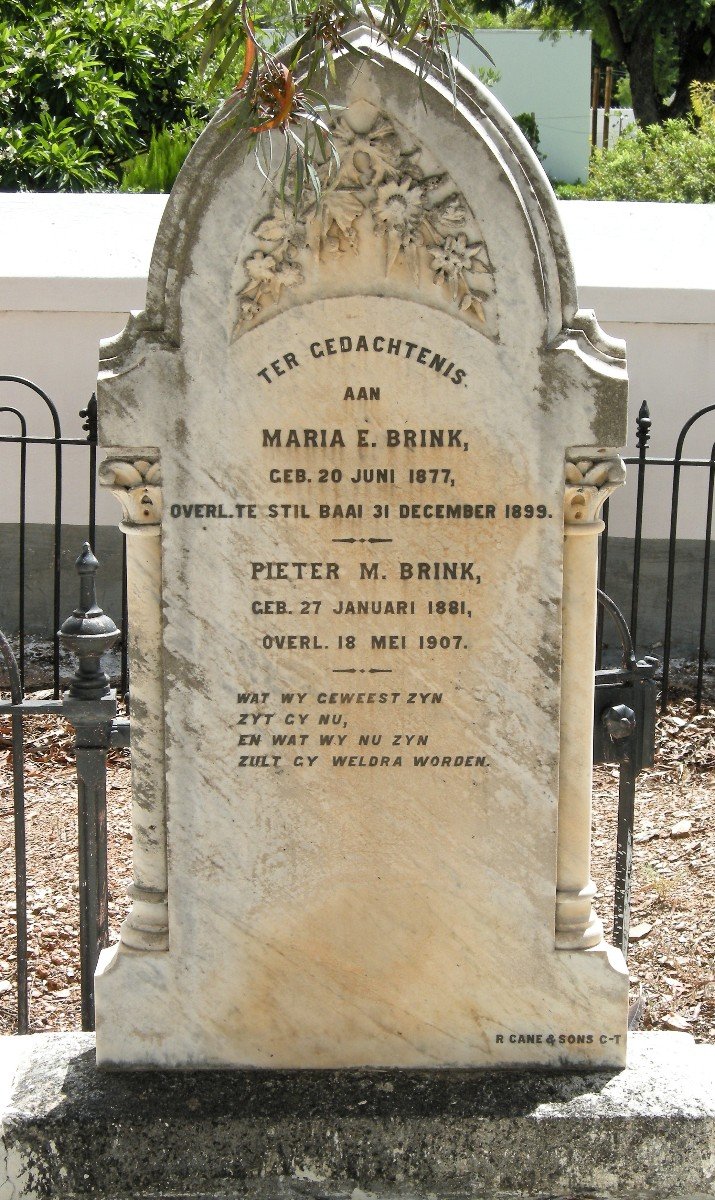 TER GEDACHTENIS.
AAN
MARIA E. BRINK,
GEB. 20 JUNI 1877,
OVERL.TE STIL BAAI 31 DECEMBER 1899.
PIETER M. BRINK,
GEB. 27 JANUARI 1881,
OVERL. 18 MEI 1907.
WAT WY GEWEEST ZYN
ZYT GY NU,
EN WAT WY NU ZYN
ZULT GY WELDRA WORDEN.
R CANE & SONS C-T